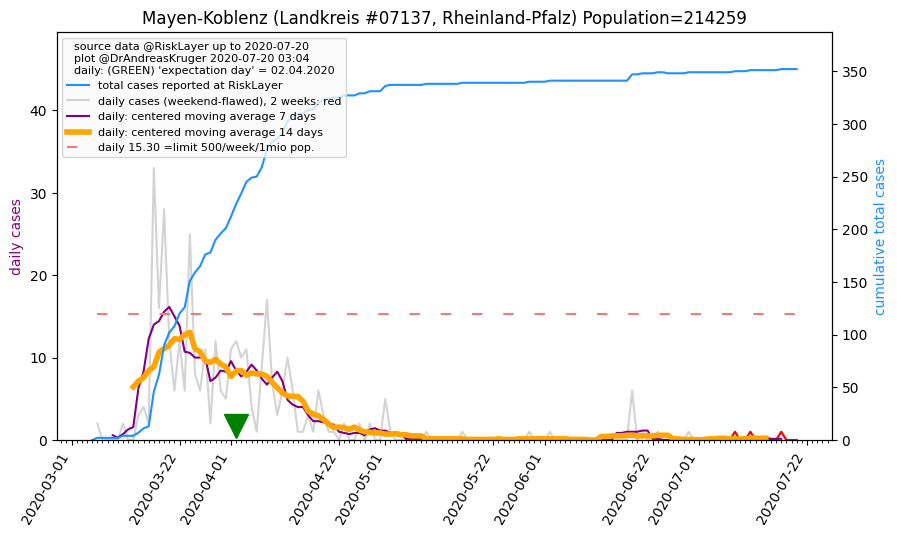 Mayen-Koblenz (Landkreis #07137, Rheinland-Pfalz) Population=214259
source data @RiskLayer up to 2020-07-20
plot @DrAndreasKruger 2020-07-20 03:04
daily: (GREEN) 'expectation day' = 02.04.2020
total cases reported at RiskLayer
daily cases (weekend-flawed), 2 weeks: red
daily: centered moving average 7 days
daily: centered moving average 14 days
daily 15.30 =limit 500/week/1mio pop.
daily cases
40
30
20
10
0
cumulative total cases
350
300
250
200
150
100
50
0
2020-03-01
2020-03-22
2020-04-01
2020-04-22
2020-05-01
2020-05-22
2020-06-01
2020-06-22
2020-07-01
2020-07-22